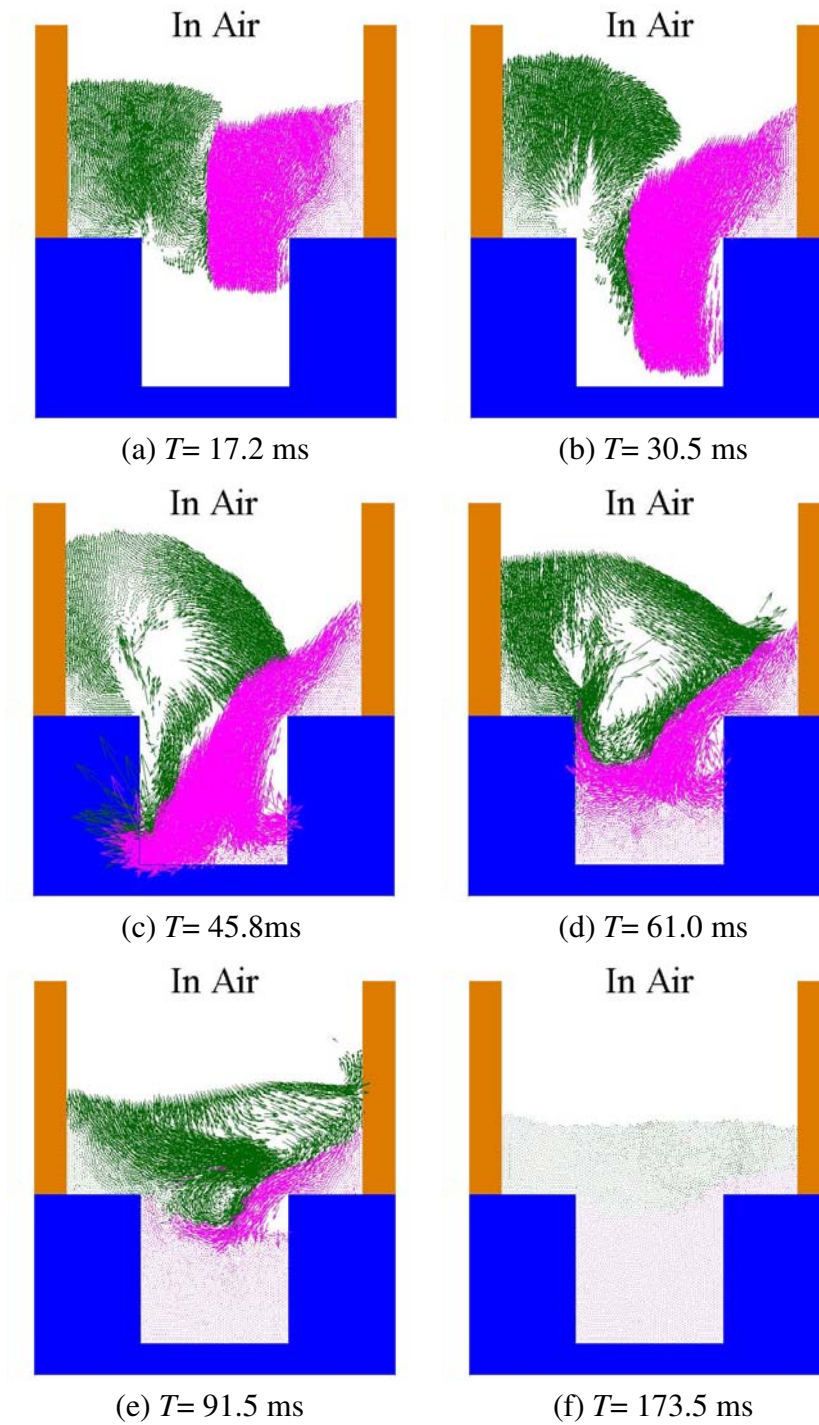 In Air In Air
(a) T= 17.2 ms (b) T= 30.5 ms
In Air In Air
(c) T= 45.8ms (d) T= 61.0 ms
In Air In Air
(e) T= 91.5 ms (f) T= 173.5 ms